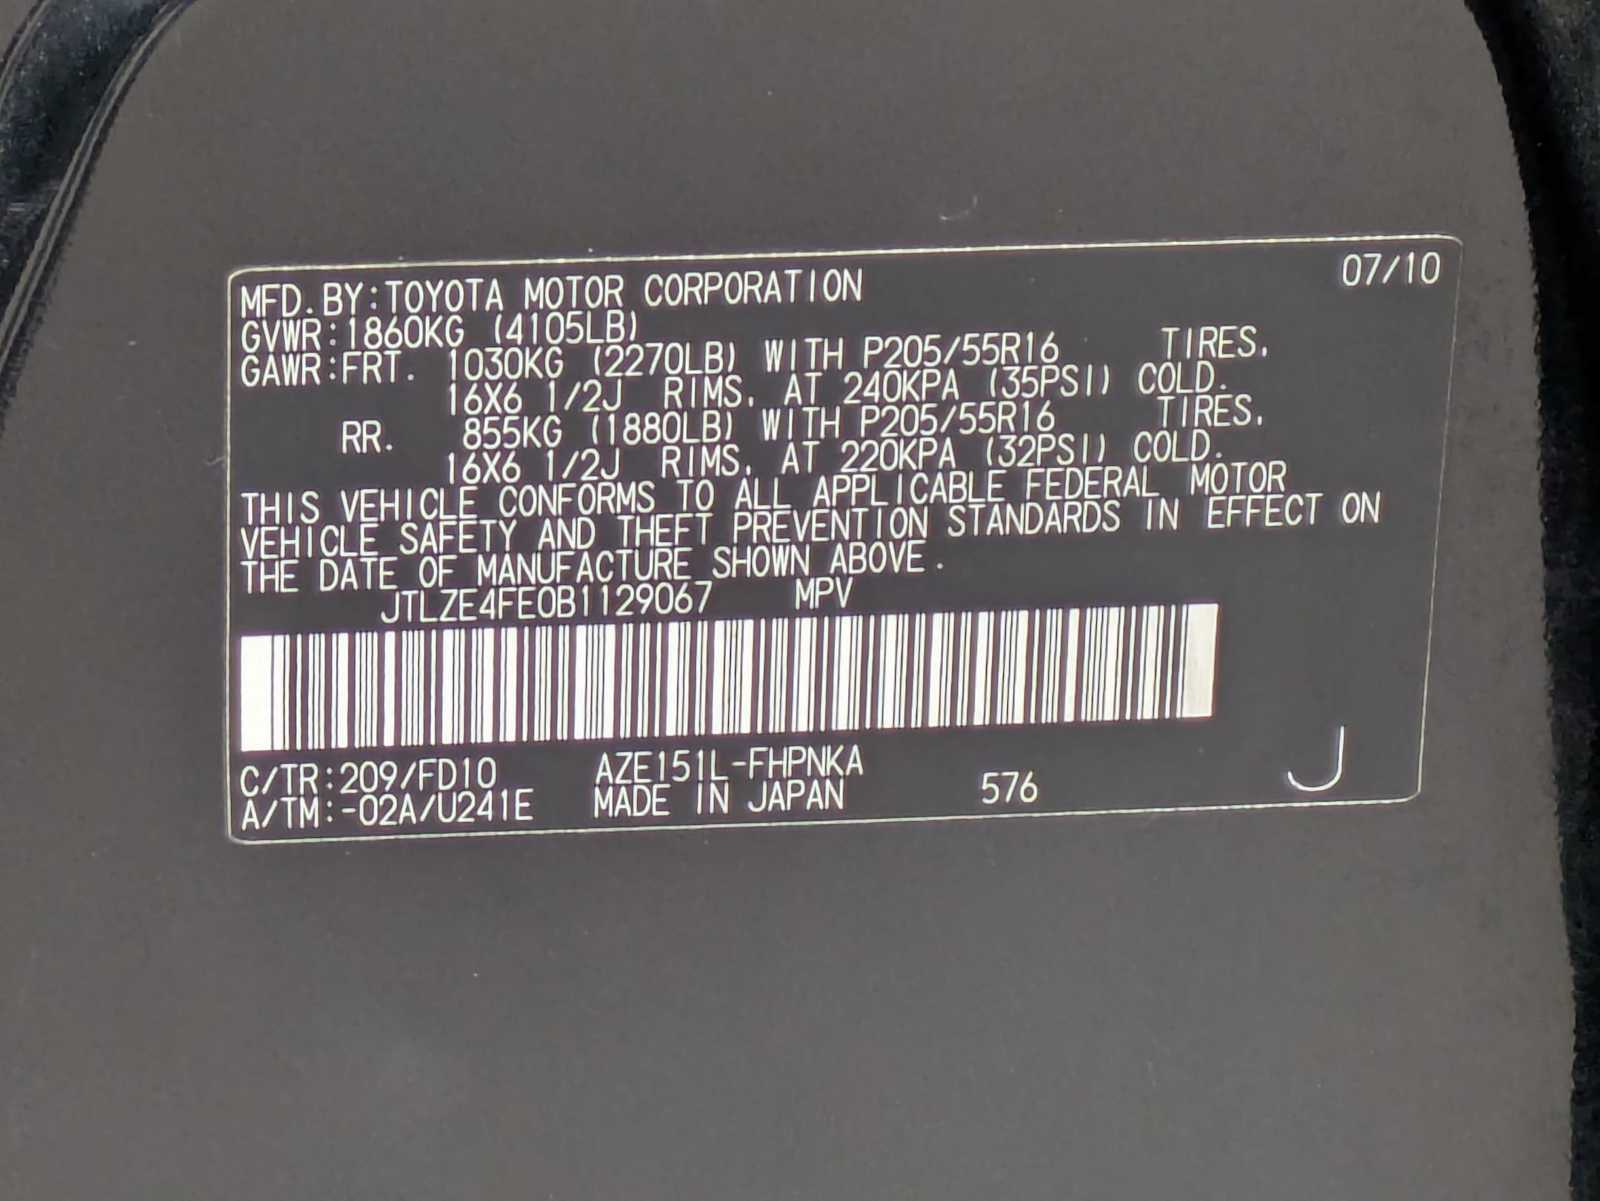 07/10
MFD. BY:TOYOTA MOTOR CORPORATION
GVWR:1860KG (4105LB)
GAWR:FRT. 1030KG (2270LB) WITH P205/55R16 TIRES,
16X6 1/2J RIMS, AT 240KPA (35PSI) COLD.
RR. 855KG (1880LB) WITH P205/55R16 TIRES,
16X6 1/2J RIMS, AT 220KPA (32PSI) COLD.
THIS VEHICLE CONFORMS TO ALL APPLICABLE FEDERAL MOTOR
VEHICLE SAFETY AND THEFT PREVENTION STANDARDS IN EFFECT ON
THE DATE OF MANUFACTURE SHOWN ABOVE.
JTLZE4FE0B1129067 MPV
C/TR:209/FD10 AZE151L-FHPNKA
A/TM:-02A/U241E MADE IN JAPAN 576 J